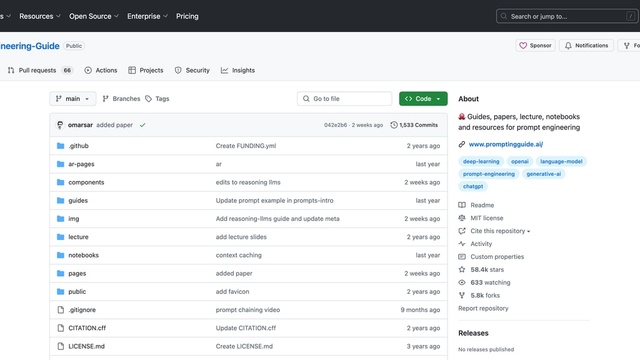 s Resources Open Source Enterprise Pricing Search or jump to... /
neering-Guide Public Sponsor Notifications Fo
Pull requests 66 Actions Projects Security Insights
main Branches Tags Go to file Code
omarsar added paper 042e2b6 · 2 weeks ago 1,533 Commits
.github Create FUNDING.yml 2 years ago
ar-pages ar last year
components edits to reasoning llms 2 weeks ago
guides Update prompt example in prompts-intro last year
img Add reasoning-llms guide and update meta 2 weeks ago
lecture add lecture slides 2 years ago
notebooks context caching last year
pages added paper 2 weeks ago
public add favicon 2 years ago
.gitignore prompt chaining video 9 months ago
CITATION.cff Update CITATION.cff 2 years ago
LICENSE.md Create LICENSE.md 3 years ago
About
Guides, papers, lecture, notebooks
and resources for prompt engineering
www.promptingguide.ai/
deep-learning openai language-model
prompt-engineering generative-ai
chatgpt
Readme
MIT license
Cite this repository
Activity
Custom properties
58.4k stars
633 watching
5.8k forks
Report repository
Releases
No releases published